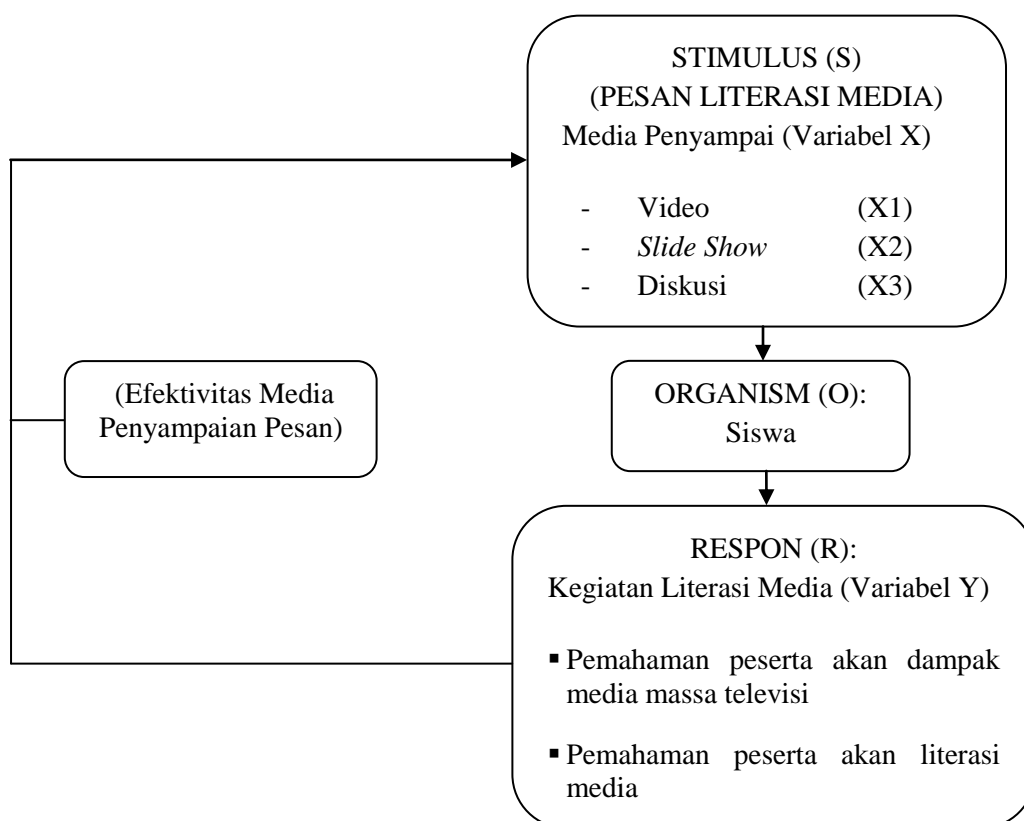 STIMULUS (S)
(PESAN LITERASI MEDIA)
Media Penyampai (Variabel X)
- Video (X1)
- Slide Show (X2)
- Diskusi (X3)
(Efektivitas Media
Penyampaian Pesan)
ORGANISM (O):
Siswa
RESPON (R):
Kegiatan Literasi Media (Variabel Y)
▪ Pemahaman peserta akan dampak
media massa televisi
▪ Pemahaman peserta akan literasi
media